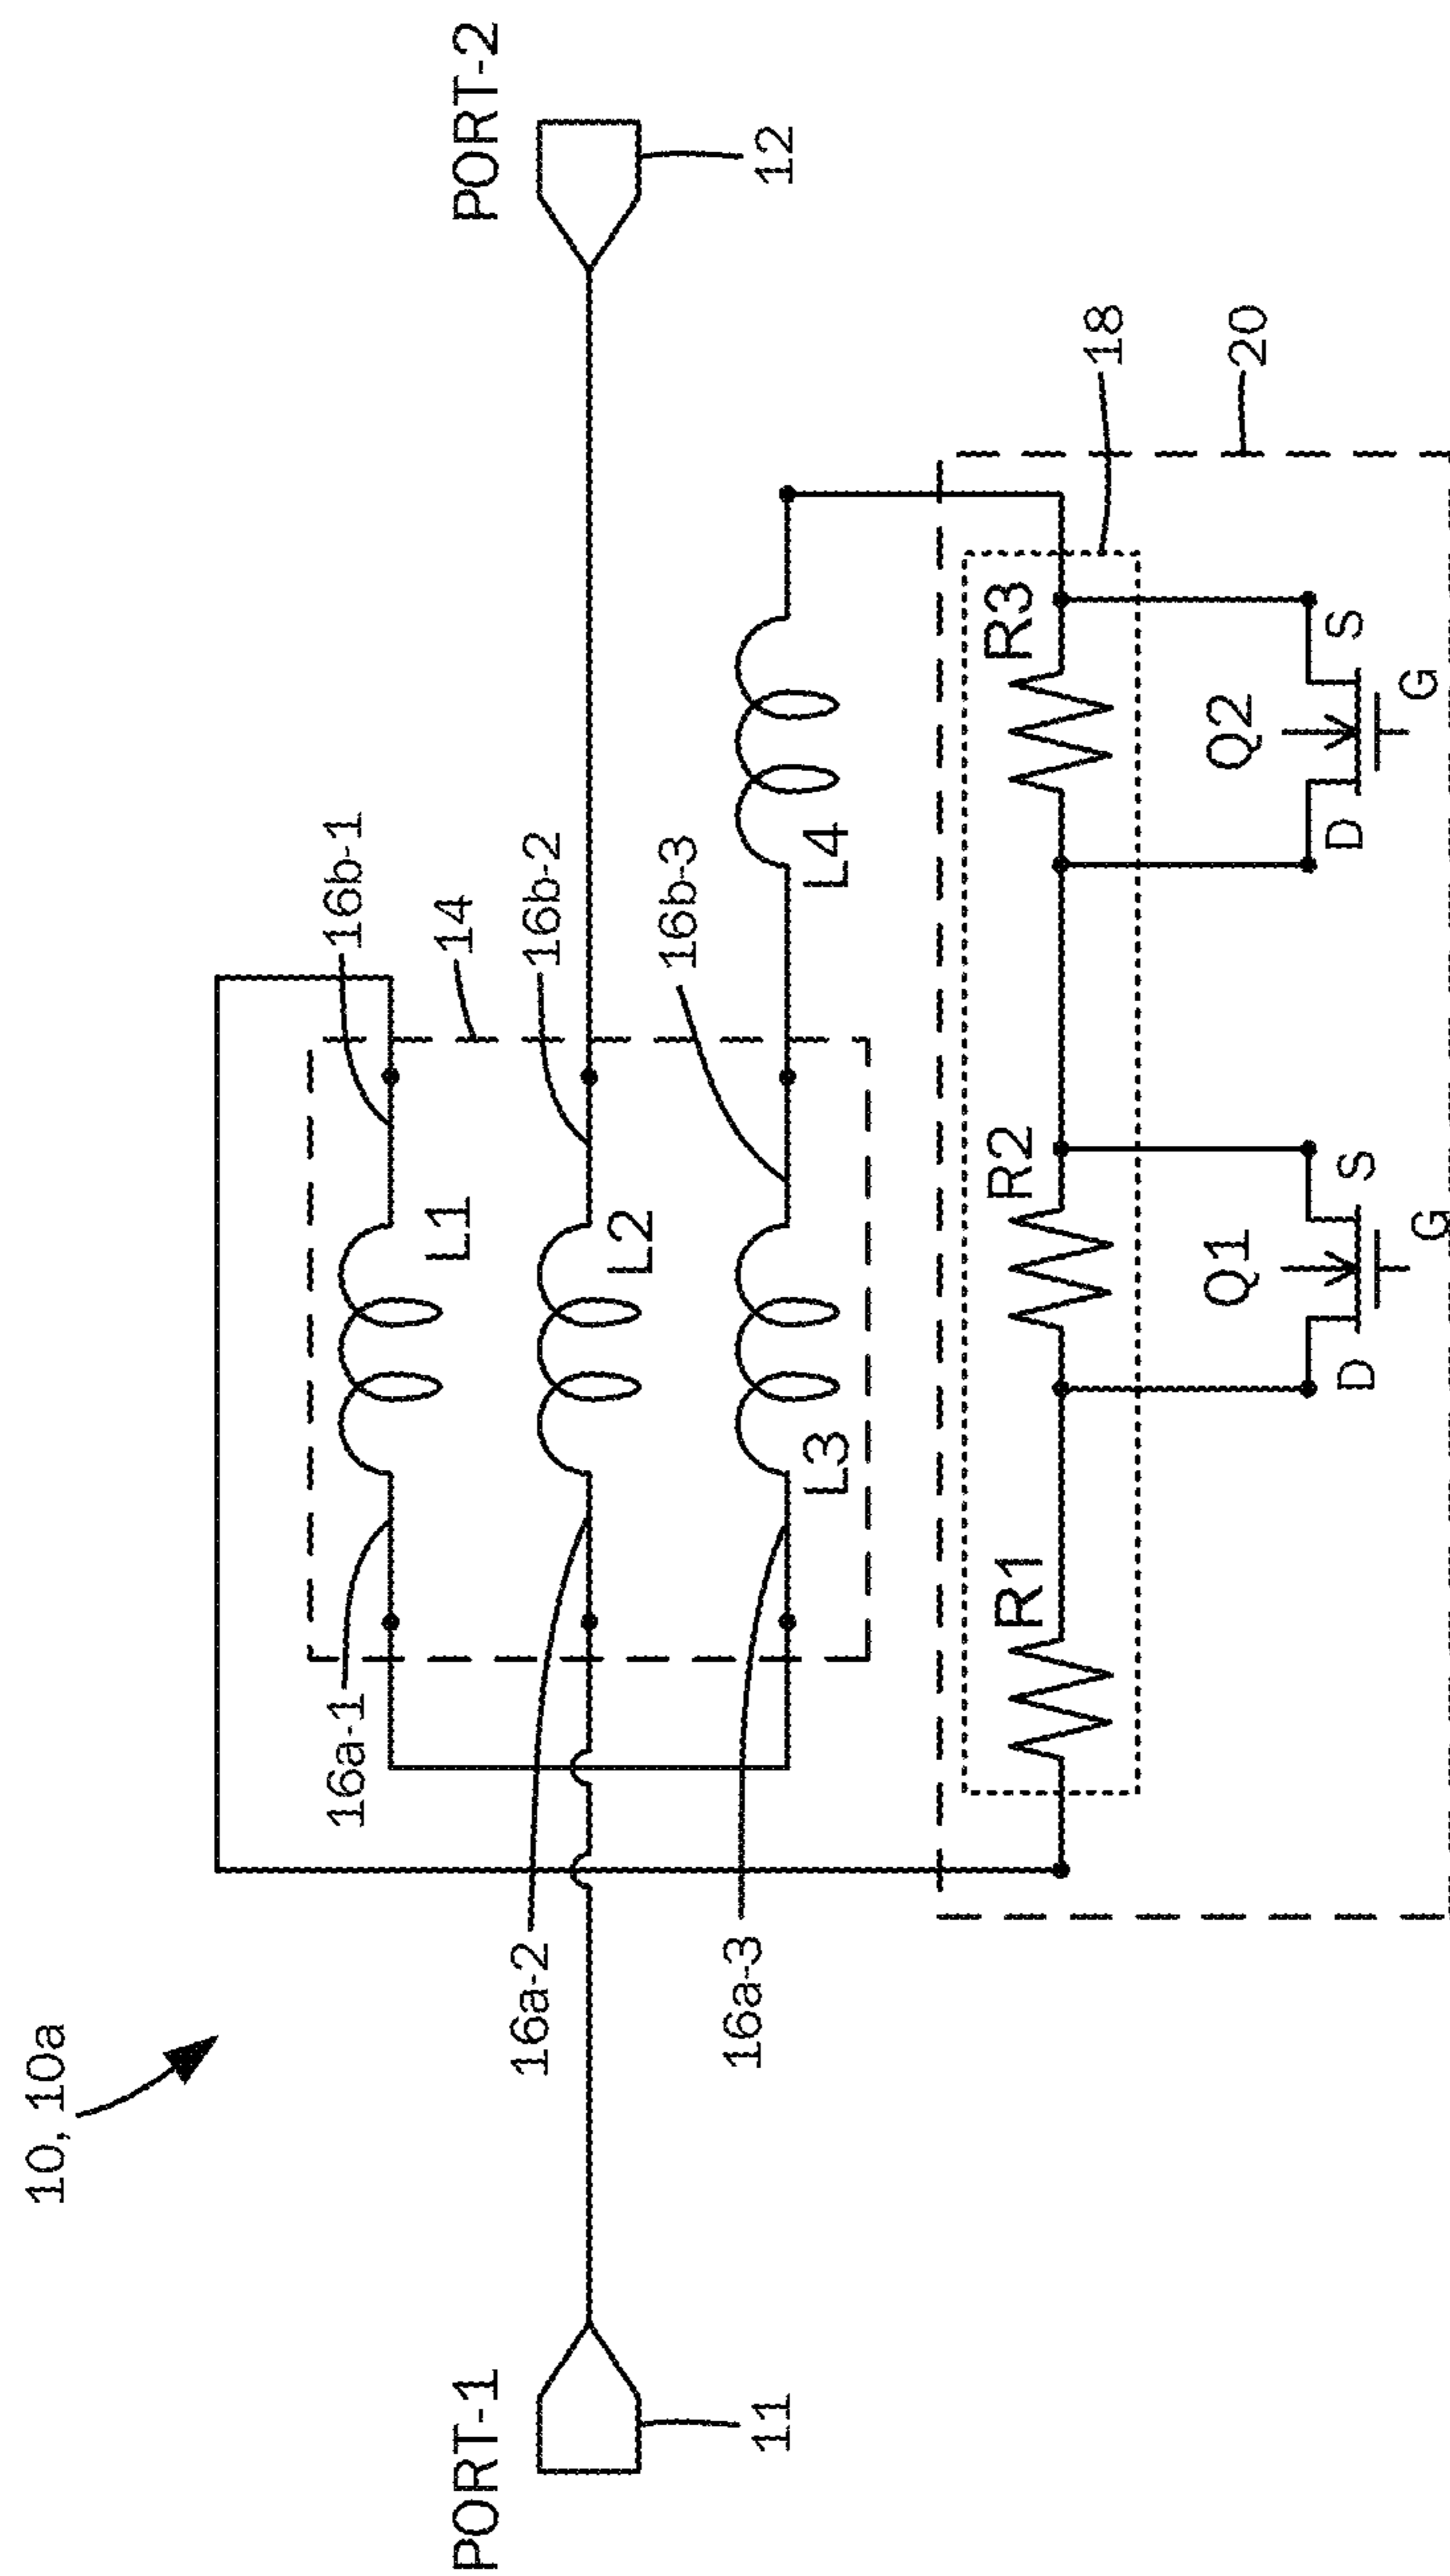 10, 10a
16b-1
14
16b-2
16b-3
L1
L2
L3
L4
16a-1
16a-2
16a-3
PORT-1
11
PORT-2
12
18
20
R1
R2
R3
Q1
D
S
G
Q2
D
S
G